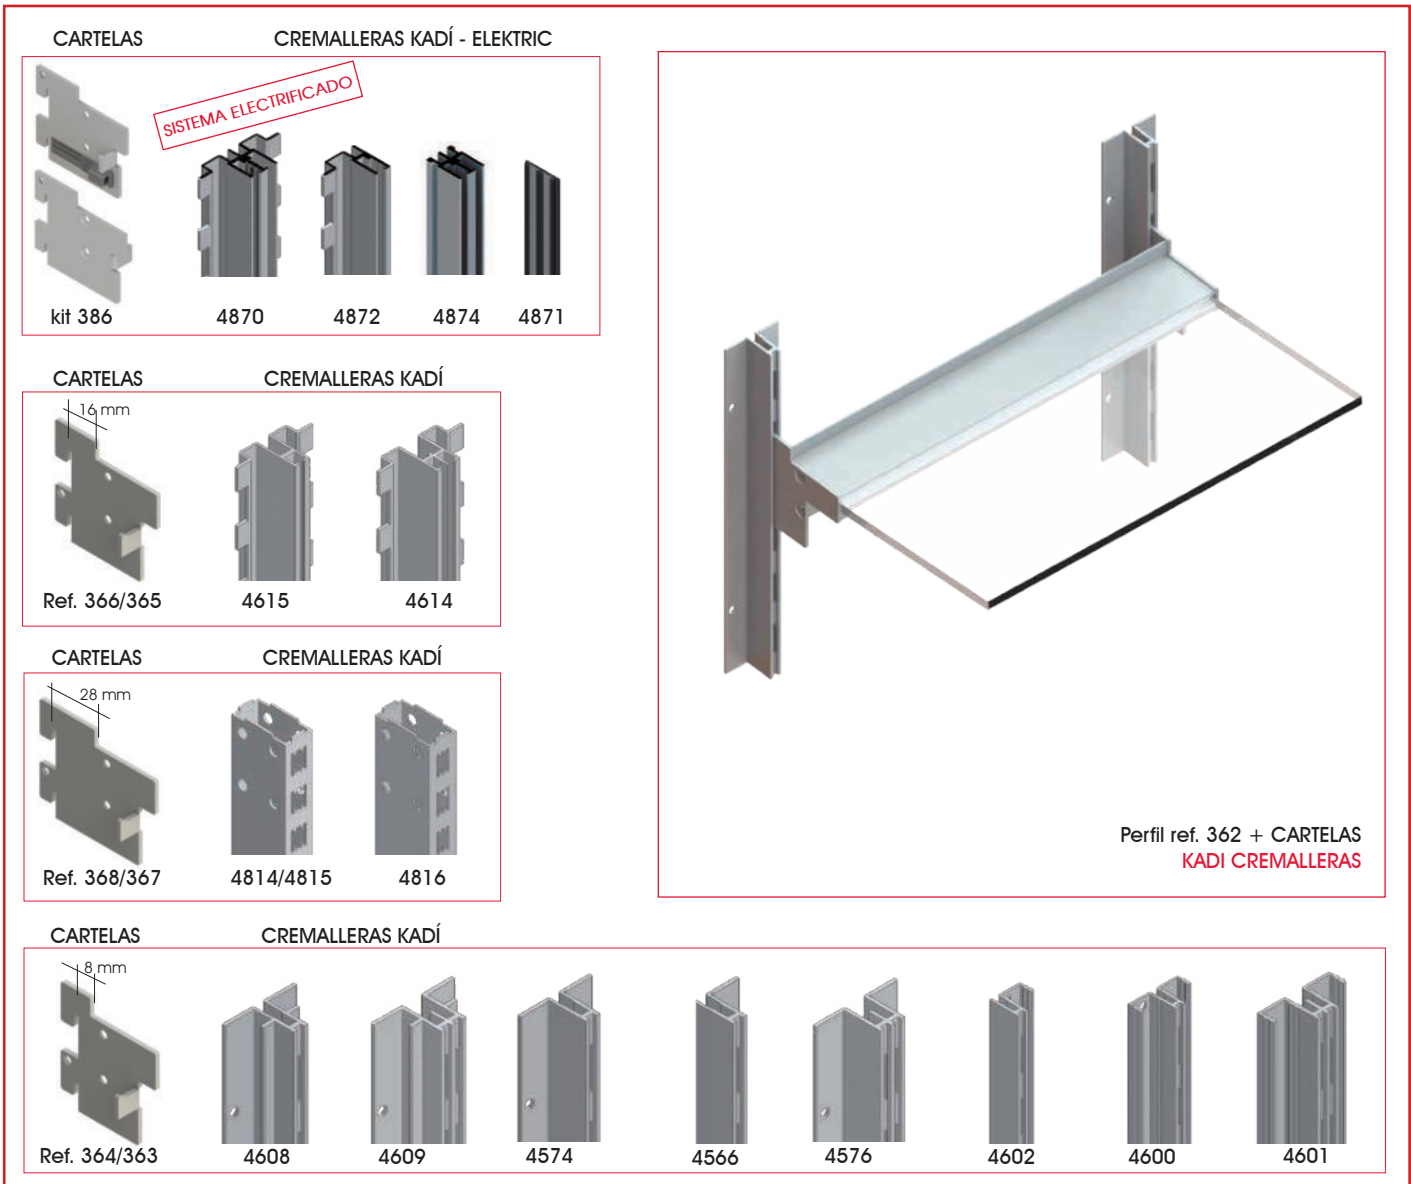 CARTELAS CREMALLERAS KADÍ - ELEKTRIC
SISTEMA ELECTRIFICADO
kit 386 4870 4872 4874 4871
CARTELAS CREMALLERAS KADÍ
16 mm
Ref. 366/365 4615 4614
CARTELAS CREMALLERAS KADÍ
28 mm
Ref. 368/367 4814/4815 4816
Perfil ref. 362 + CARTELAS
KADI CREMALLERAS
CARTELAS CREMALLERAS KADÍ
8 mm
Ref. 364/363 4608 4609 4574 4566 4576 4602 4600 4601